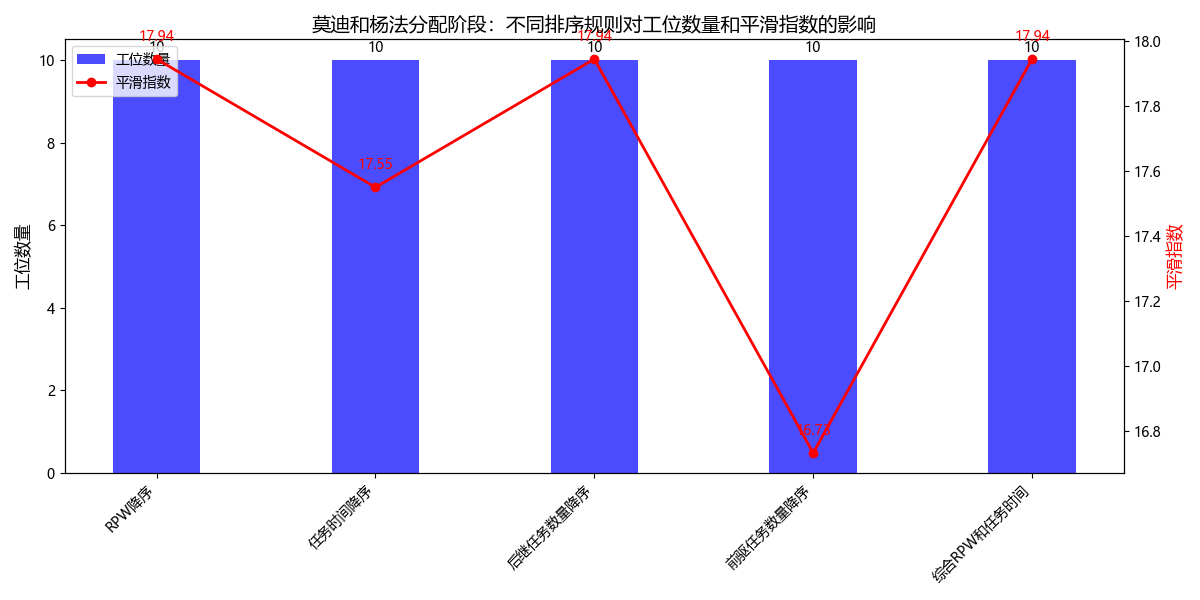 莫迪和杨法分配阶段：不同排序规则对工位数量和平滑指数的影响
17.94
17.94
17.94
10
10
10
10
10
工位数量
平滑指数
17.55
16.73
工位数量
0
2
4
6
8
10
平滑指数
18.0
17.8
17.6
17.4
17.2
17.0
16.8
RPW降序
任务时间降序
后继任务数量降序
前驱任务数量降序
综合RPW和任务时间